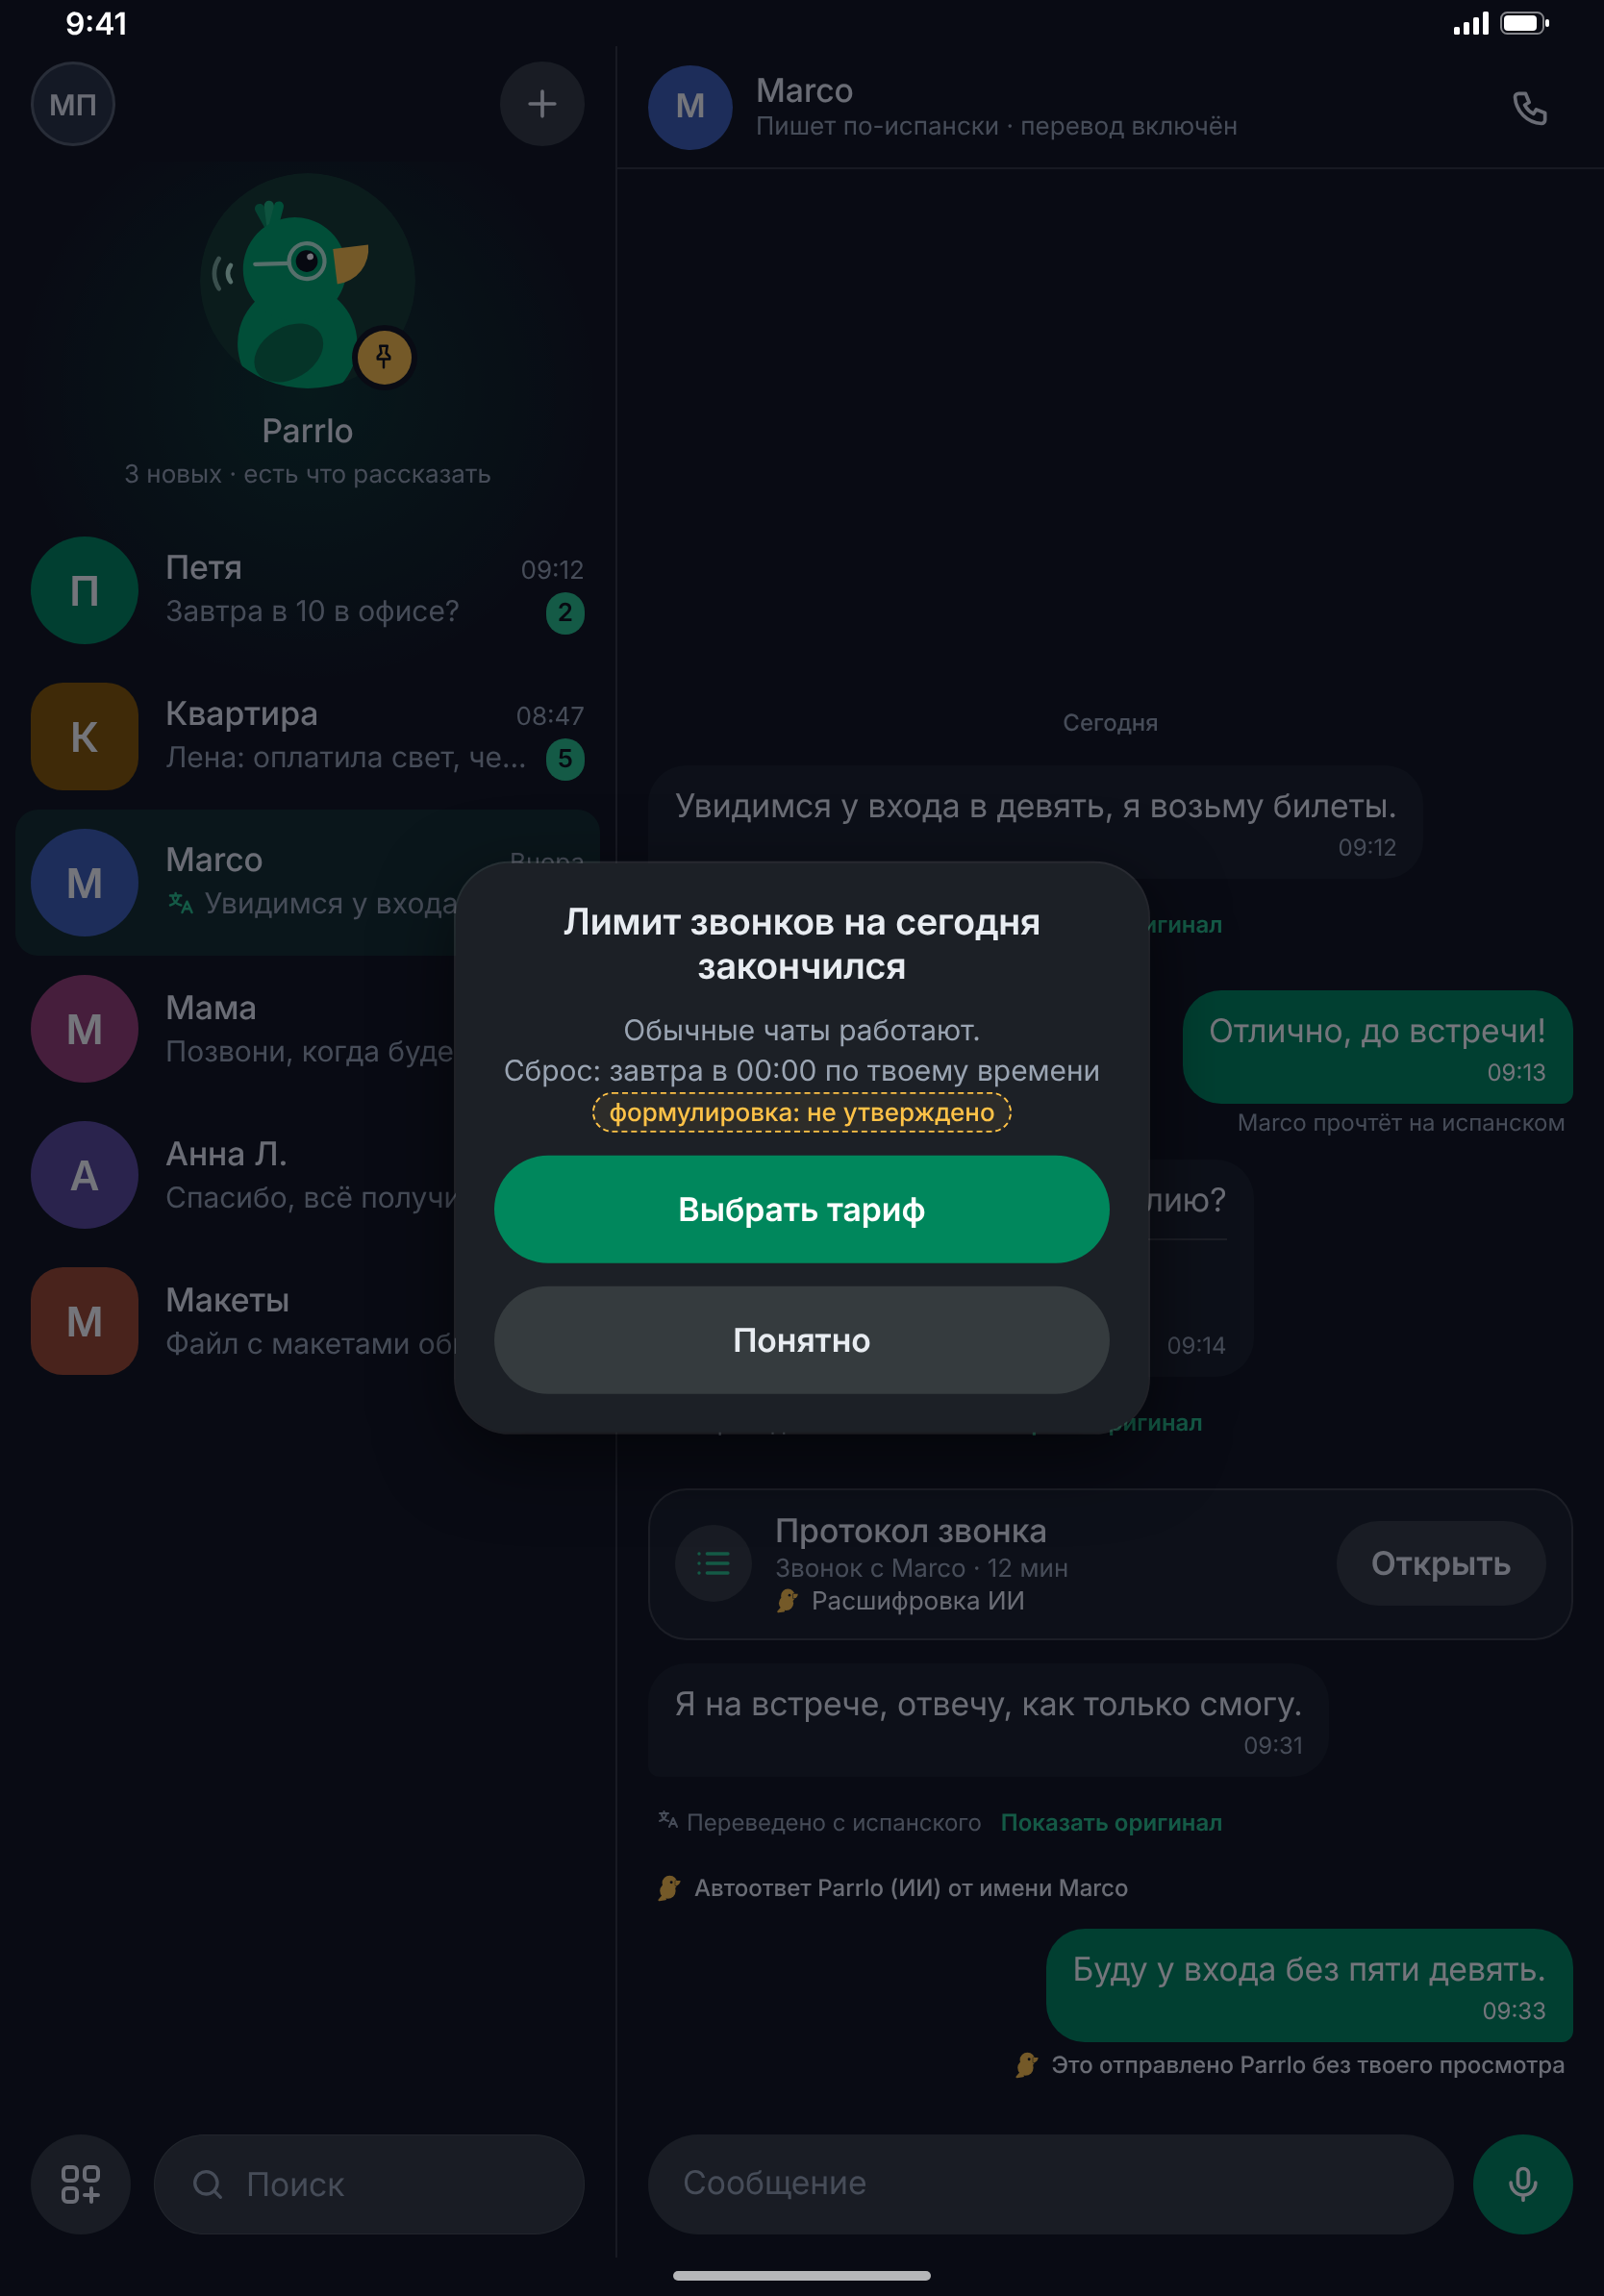 9:41
МП
Parrlo
3 новых · есть что рассказать
П
Петя
09:12
Завтра в 10 в офисе?
2
К
Квартира
08:47
Лена: оплатила свет, че...
5
М
Marco
Вчера
Увидимся у входа
М
Мама
Позвони, когда буде
А
Анна Л.
Спасибо, всё получи
М
Макеты
Файл с макетами об
Поиск
M
Marco
Пишет по-испански · перевод включён
Сегодня
Увидимся у входа в девять, я возьму билеты.
09:12
игинал
Отлично, до встречи!
09:13
Marco прочтёт на испанском
лию?
09:14
ригинал
Протокол звонка
Звонок с Marco · 12 мин
Расшифровка ИИ
Открыть
Я на встрече, отвечу, как только смогу.
09:31
Переведено с испанского Показать оригинал
Автоответ Parrlo (ИИ) от имени Marco
Буду у входа без пяти девять.
09:33
Это отправлено Parrlo без твоего просмотра
Сообщение
Лимит звонков на сегодня
закончился
Обычные чаты работают.
Сброс: завтра в 00:00 по твоему времени
формулировка: не утверждено
Выбрать тариф
Понятно